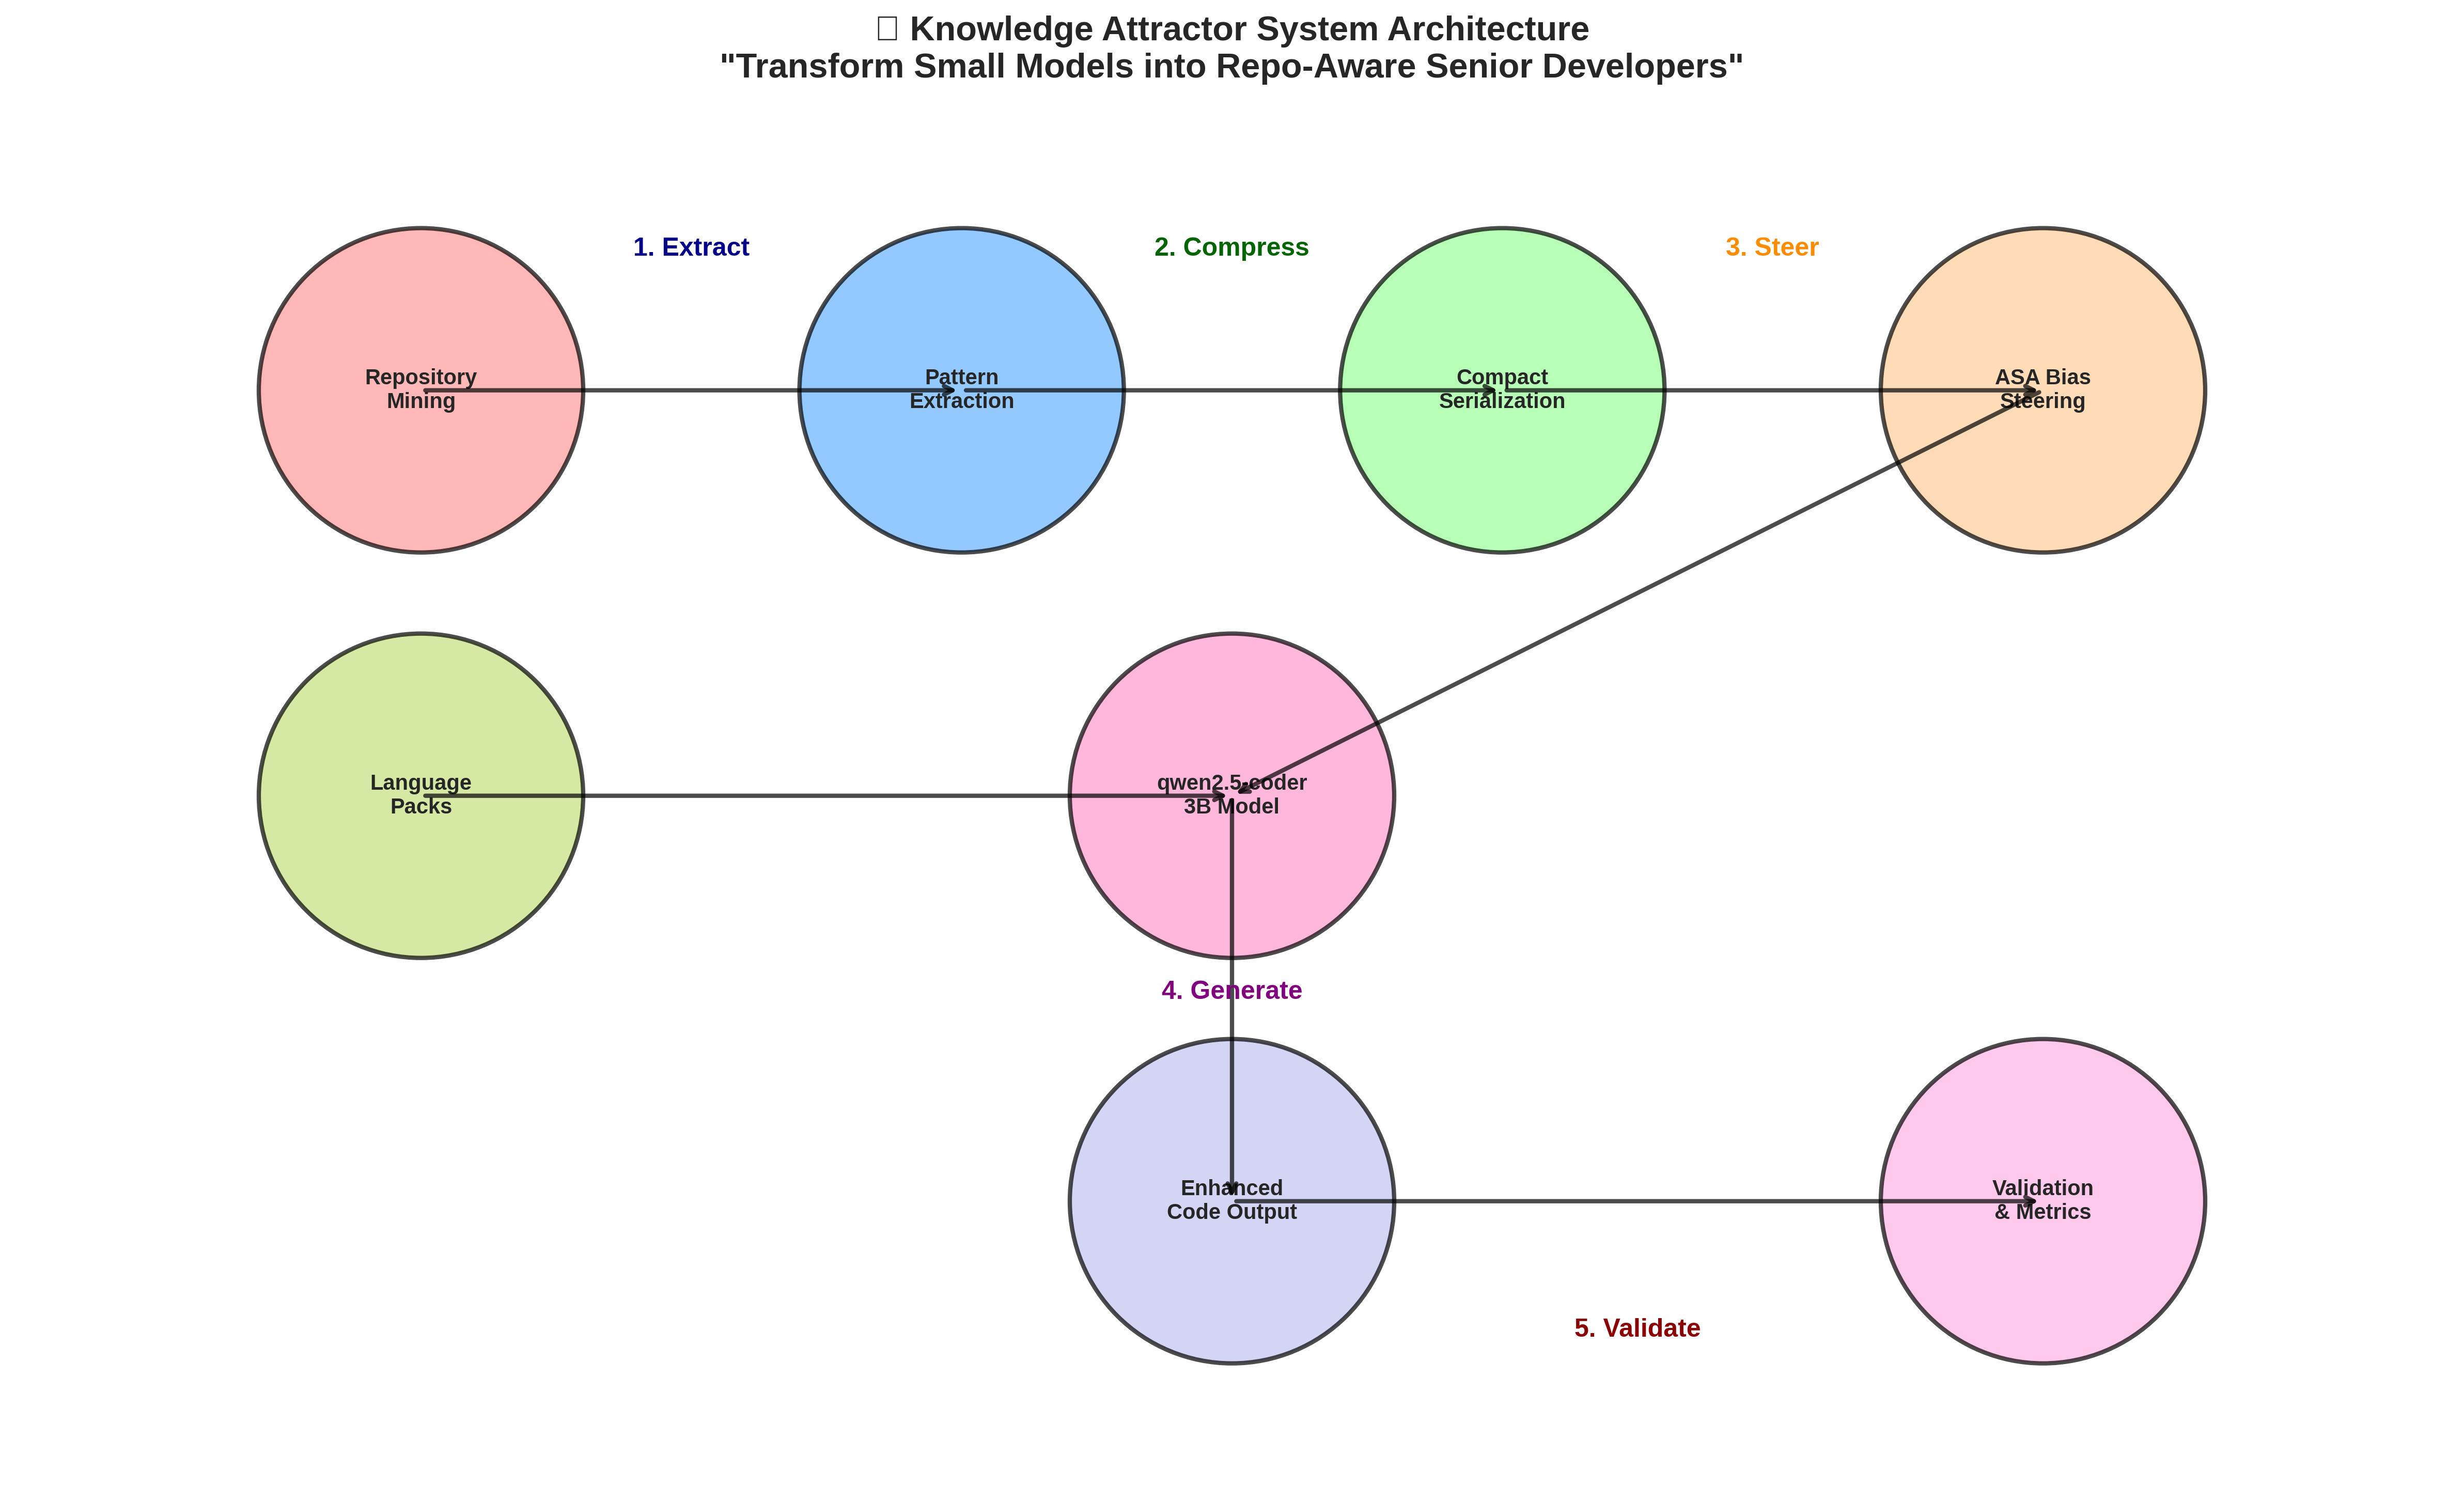 Knowledge Attractor System Architecture
"Transform Small Models into Repo-Aware Senior Developers"
1. Extract
2. Compress
3. Steer
Repository
Mining
Pattern
Extraction
Compact
Serialization
ASA Bias
Steering
Language
Packs
qwen2.5-coder
3B Model
4. Generate
Enhanced
Code Output
Validation
& Metrics
5. Validate